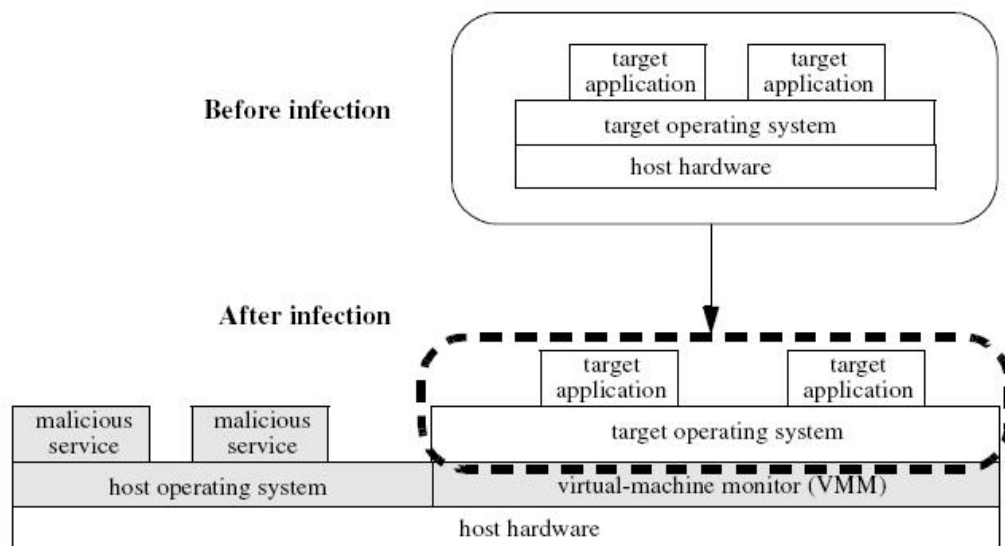 target
application
target
application
Before infection
target operating system
host hardware
After infection
target
application
target
application
malicious
service
malicious
service
target operating system
host operating system
virtual-machine monitor (VMM)
host hardware